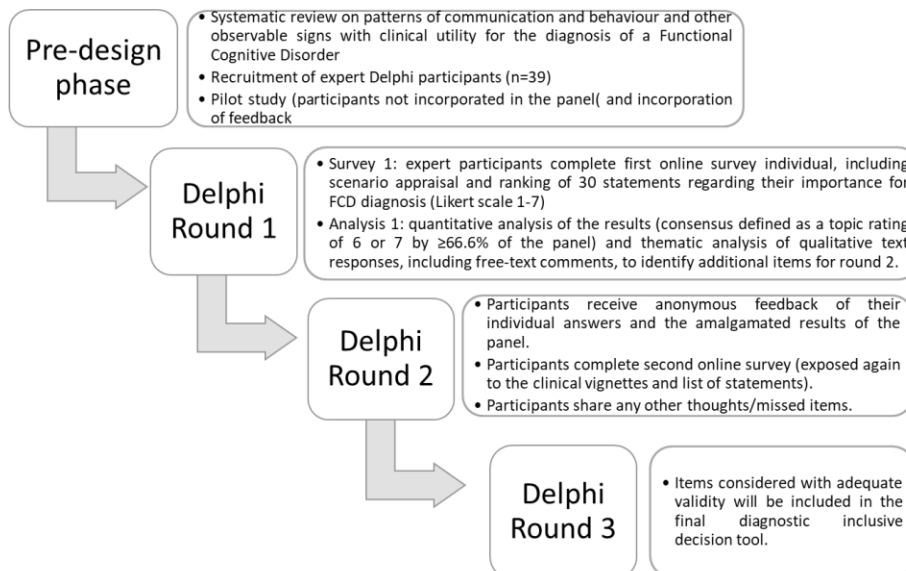 Pre-design
phase
• Systematic review on patterns of communication and behaviour and other
observable signs with clinical utility for the diagnosis of a Functional
Cognitive Disorder
• Recruitment of expert Delphi participants (n=39)
• Pilot study (participants not incorporated in the panel( and incorporation
of feedback
Delphi
Round 1
• Survey 1: expert participants complete first online survey individual, including
scenario appraisal and ranking of 30 statements regarding their importance for
FCD diagnosis (Likert scale 1-7)
• Analysis 1: quantitative analysis of the results (consensus defined as a topic rating
of 6 or 7 by ≥66.6% of the panel) and thematic analysis of qualitative text
responses, including free-text comments, to identify additional items for round 2.
Delphi
Round 2
• Participants receive anonymous feedback of their
individual answers and the amalgamated results of the
panel.
• Participants complete second online survey (exposed again
to the clinical vignettes and list of statements).
• Participants share any other thoughts/missed items.
Delphi
Round 3
• Items considered with adequate
validity will be included in the
final diagnostic inclusive
decision tool.